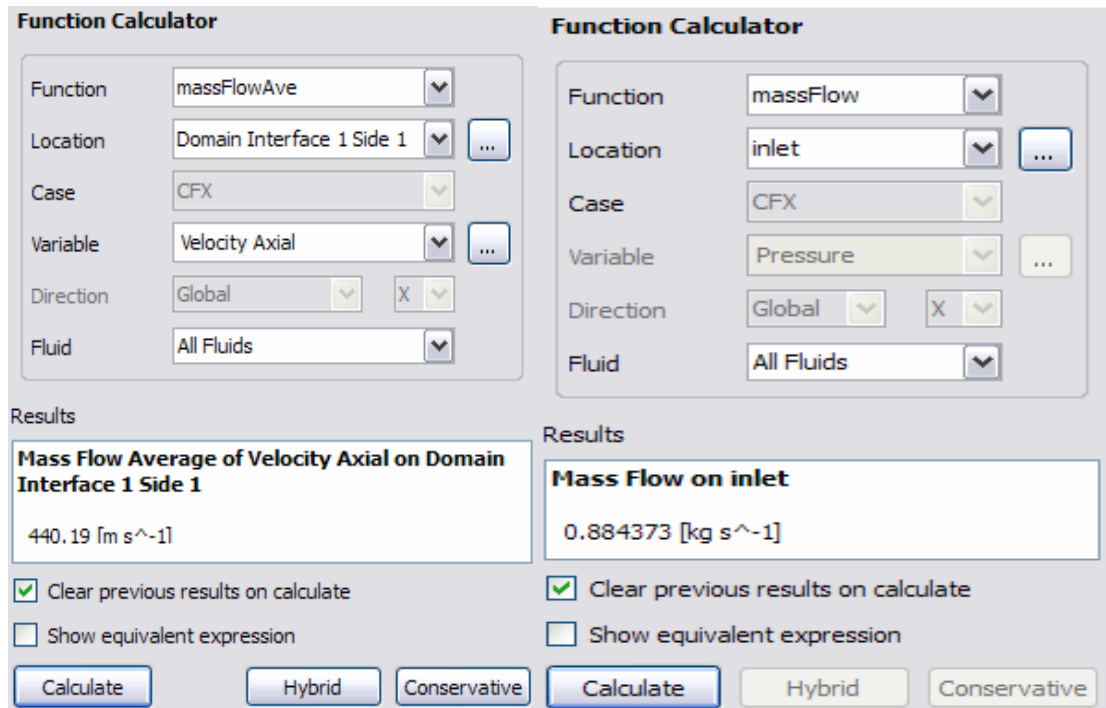 Function Calculator
Function massFlowAve
Location Domain Interface 1 Side 1 ...
Case CFX
Variable Velocity Axial ...
Direction Global X
Fluid All Fluids
Results
Mass Flow Average of Velocity Axial on Domain
Interface 1 Side 1
440.19 [m s^-1]
Clear previous results on calculate
Show equivalent expression
Calculate Hybrid Conservative
Function Calculator
Function massFlow
Location inlet ...
Case CFX
Variable Pressure ...
Direction Global X
Fluid All Fluids
Results
Mass Flow on inlet
0.884373 [kg s^-1]
Clear previous results on calculate
Show equivalent expression
Calculate Hybrid Conservative